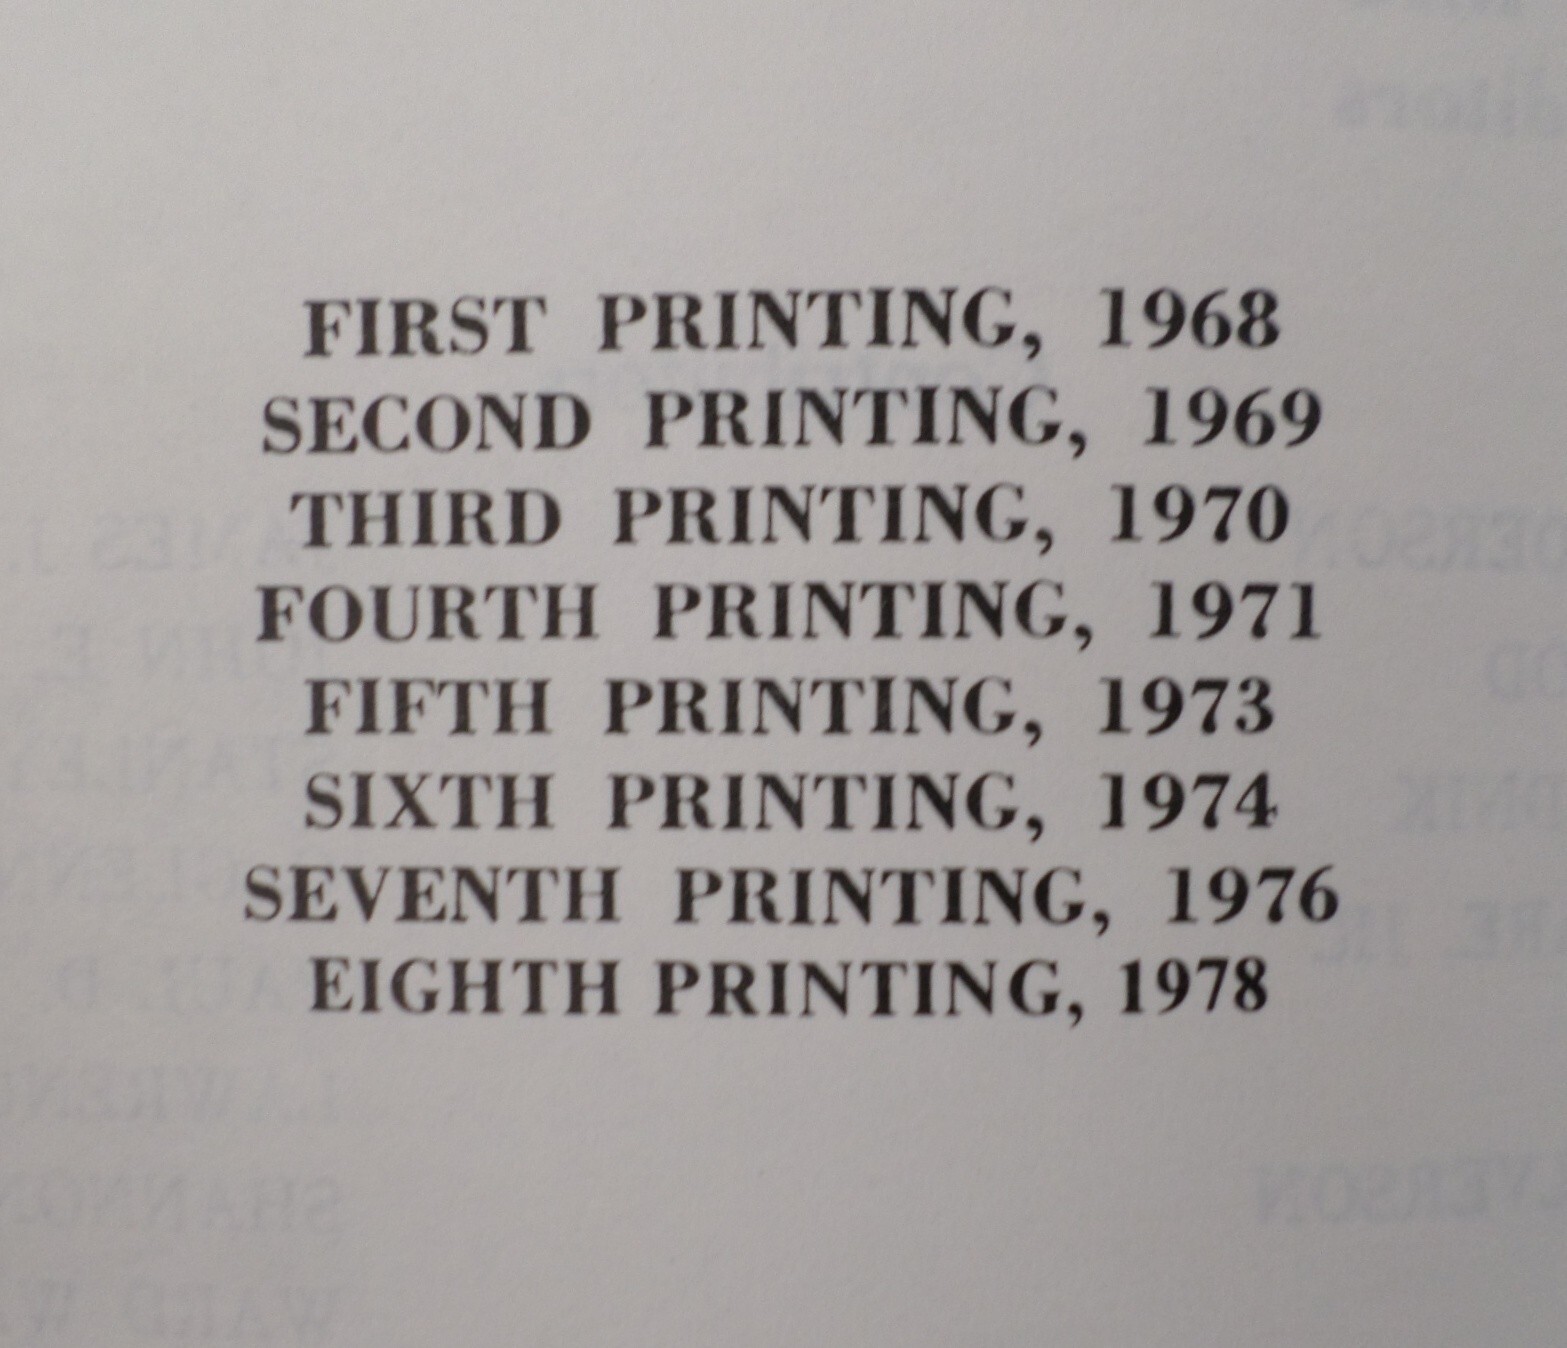 FIRST PRINTING, 1968
SECOND PRINTING, 1969
THIRD PRINTING, 1970
FOURTH PRINTING, 1971
FIFTH PRINTING, 1973
SIXTH PRINTING, 1974
SEVENTH PRINTING, 1976
EIGHTH PRINTING, 1978